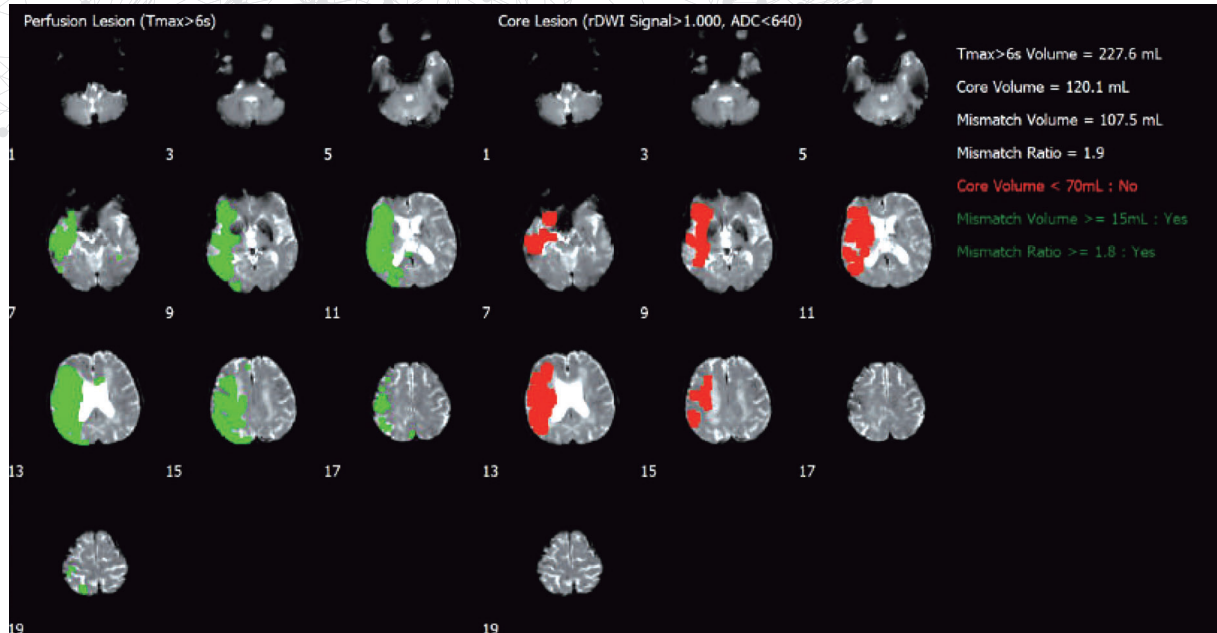 Perfusion Lesion (Tmax>6s)
Core Lesion (rDWI Signal>1.000, ADC<640)
Tmax>6s Volume = 227.6 mL
Core Volume = 120.1 mL
Mismatch Volume = 107.5 mL
Mismatch Ratio = 1.9
Core Volume < 70mL : No
Mismatch Volume >= 15mL : Yes
Mismatch Ratio >= 1.8 : Yes
1 3 5 1 3 5
7 9 11 7 9 11
13 15 17 13 15 17
19 19